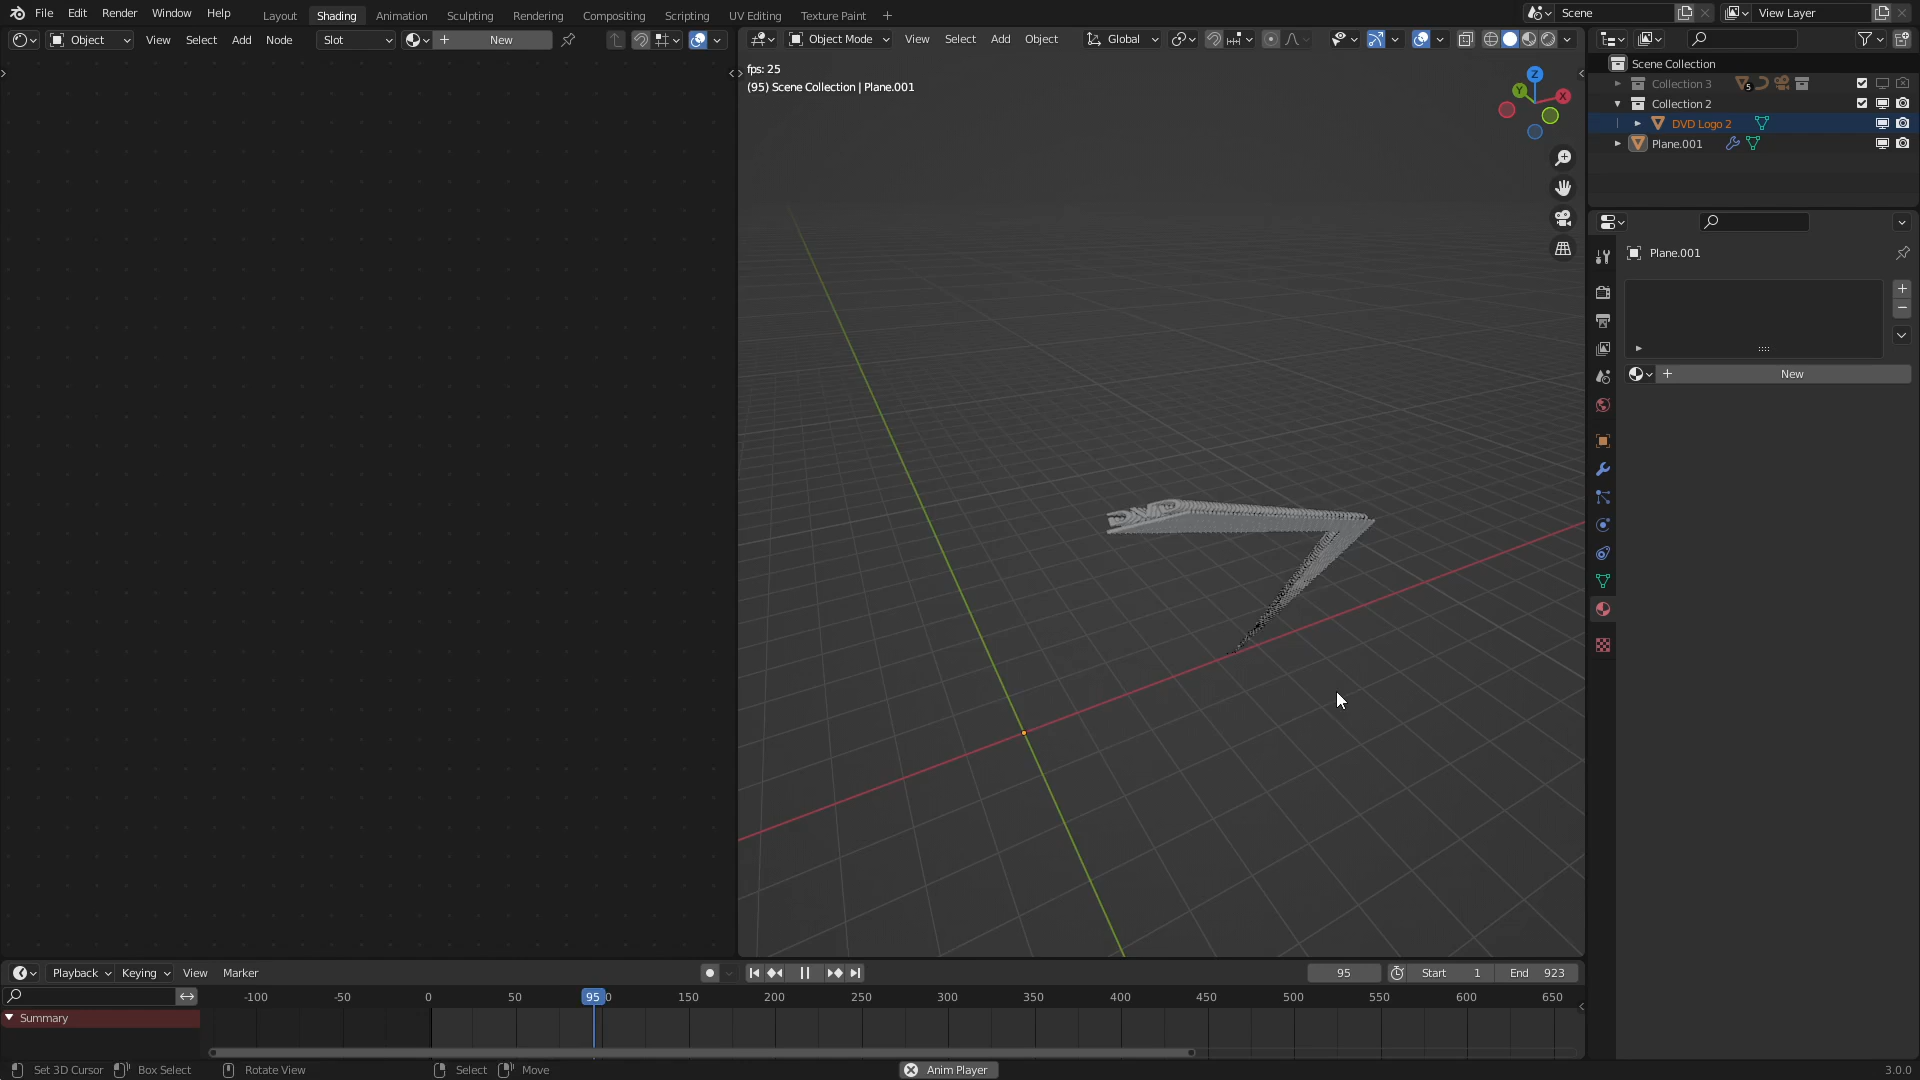 File Edit Render Window Help Layout Shading Animation Sculpting Rendering Compositing Scripting UV Editing Texture Paint Scene View Layer
Object View Select Add Node Slot New Object Mode View Select Add Object Global
fps: 25
(95) Scene Collection | Plane.001
Z
Y
X
Scene Collection
Collection 3 5
Collection 2
DVD Logo 2
Plane.001
Plane.001
New
Playback Keying View Marker 95 Start 1 End 923
-100 -50 0 50 95 150 200 250 300 350 400 450 500 550 600 650
Summary
Set 3D Cursor Box Select Rotate View Select Move Anim Player 3.0.0